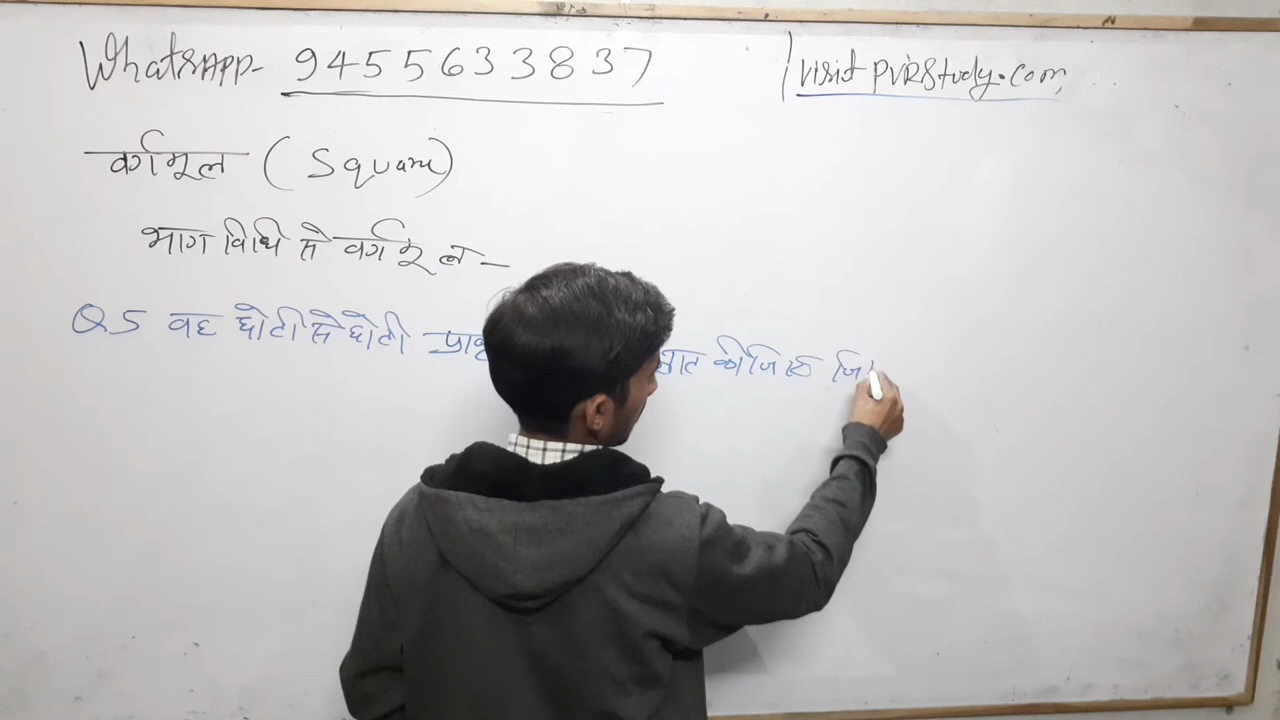 WhatsApp- 9455633837
visit pvrstudy.com
वर्गमूल (Square)
भाग विधि से वर्गमूल -
Q5 वह छोटी से छोटी ज्ञात कीजिए